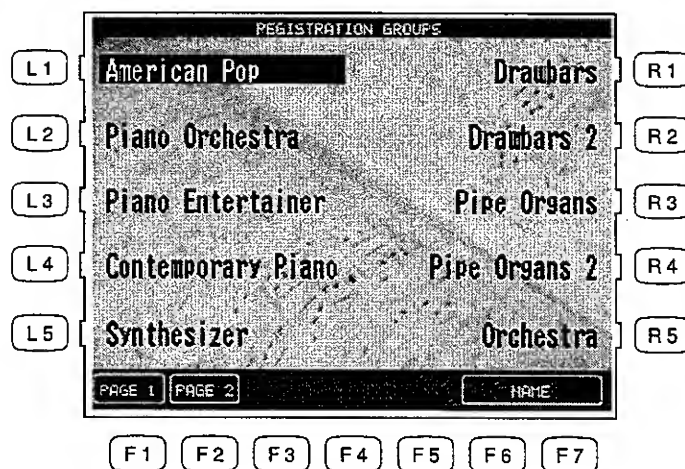 REGISTRATION GROUPS
L1 American Pop Drawbars R1
L2 Piano Orchestra Drawbars 2 R2
L3 Piano Entertainer Pipe Organs R3
L4 Contemporary Piano Pipe Organs 2 R4
L5 Synthesizer Orchestra R5
PAGE 1 PAGE 2 NAME
F1 F2 F3 F4 F5 F6 F7